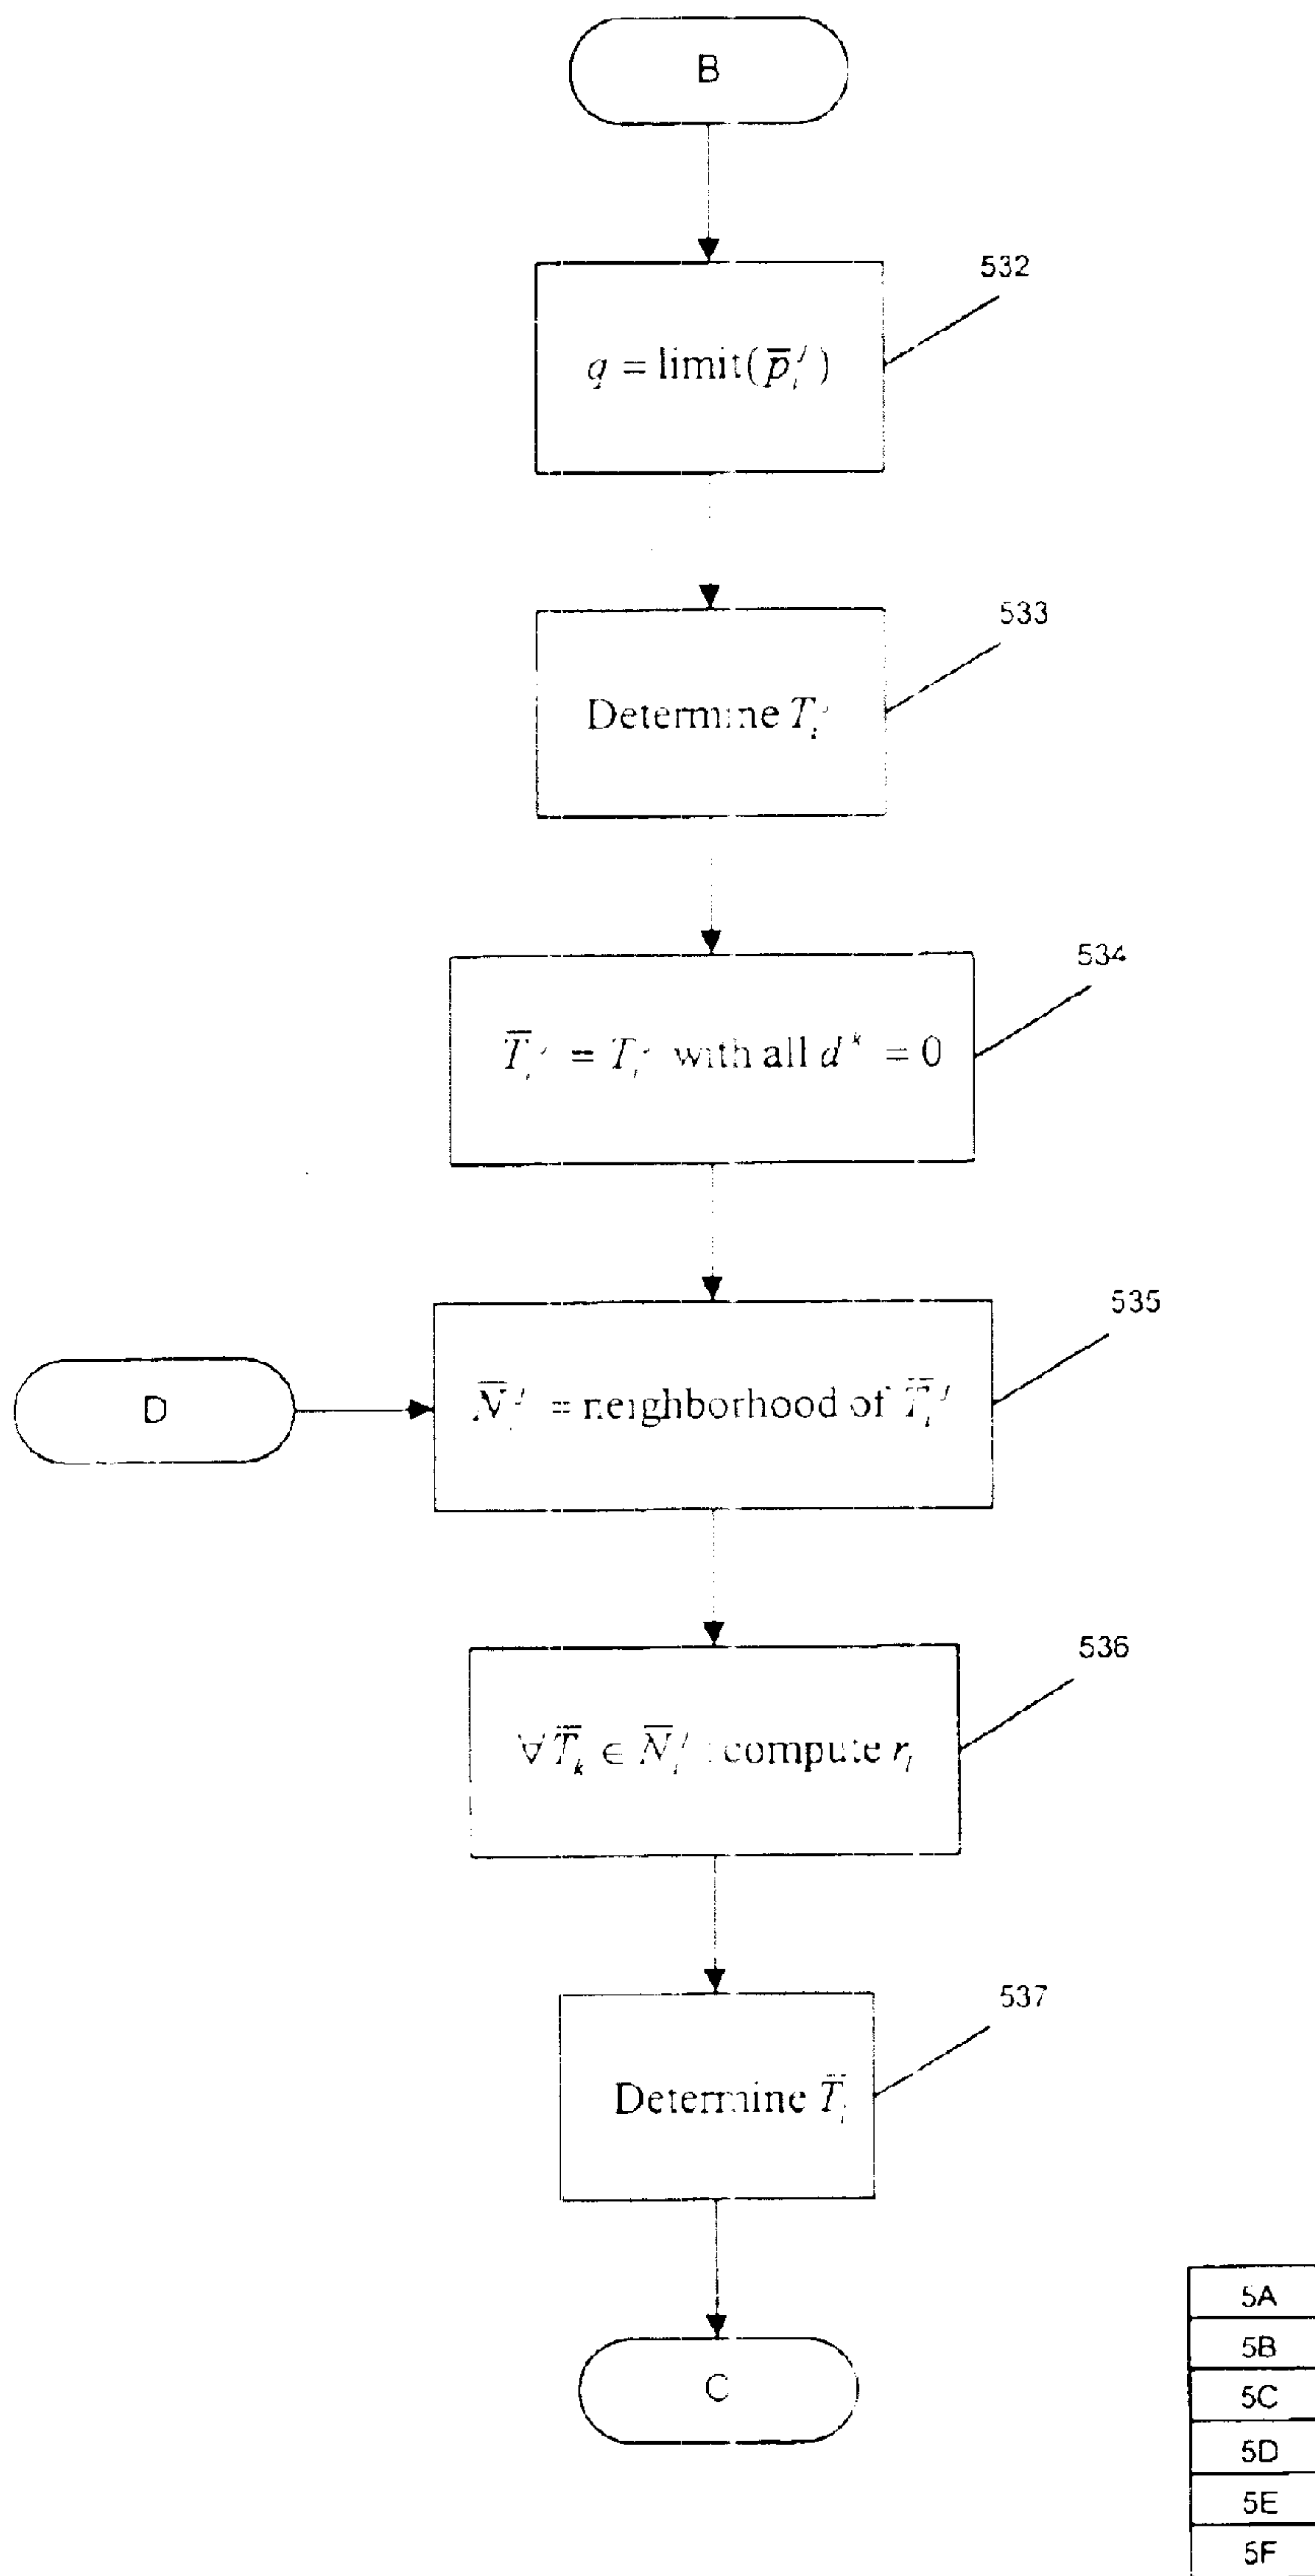 B
532
q = limit(p̄ᵢʲ)
533
Determine Tᵢʲ
534
T̄ᵢʲ = Tᵢʲ with all dᵏ = 0
535
D
N̄ᵢʲ = neighborhood of T̄ᵢʲ
536
∀ T̄ₖ ∈ N̄ᵢʲ : compute rₗ
537
Determine T̄ₗ
C
5A
5B
5C
5D
5E
5F